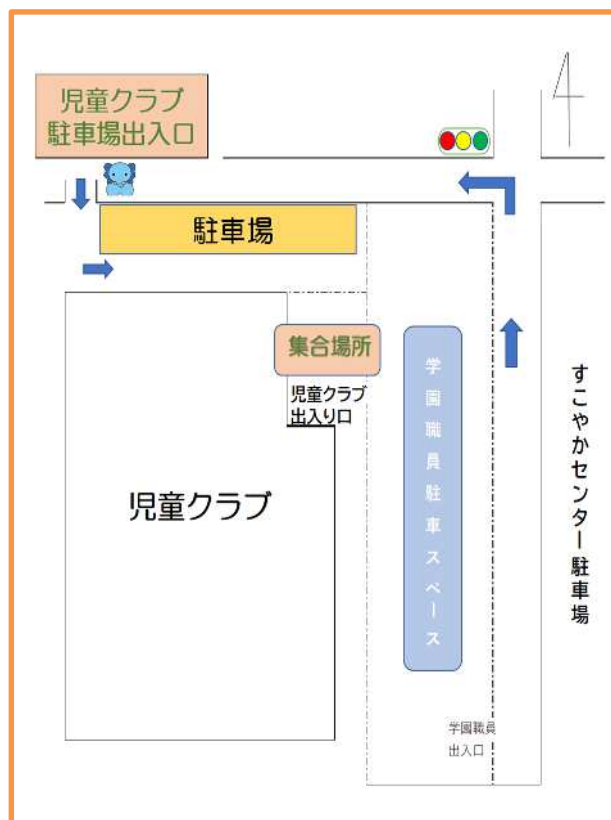 児童クラブ
駐車場出入口
駐車場
集合場所
児童クラブ
出入り口
児童クラブ
学園職員駐車スペース
すこやかセンター駐車場
学園職員
出入口